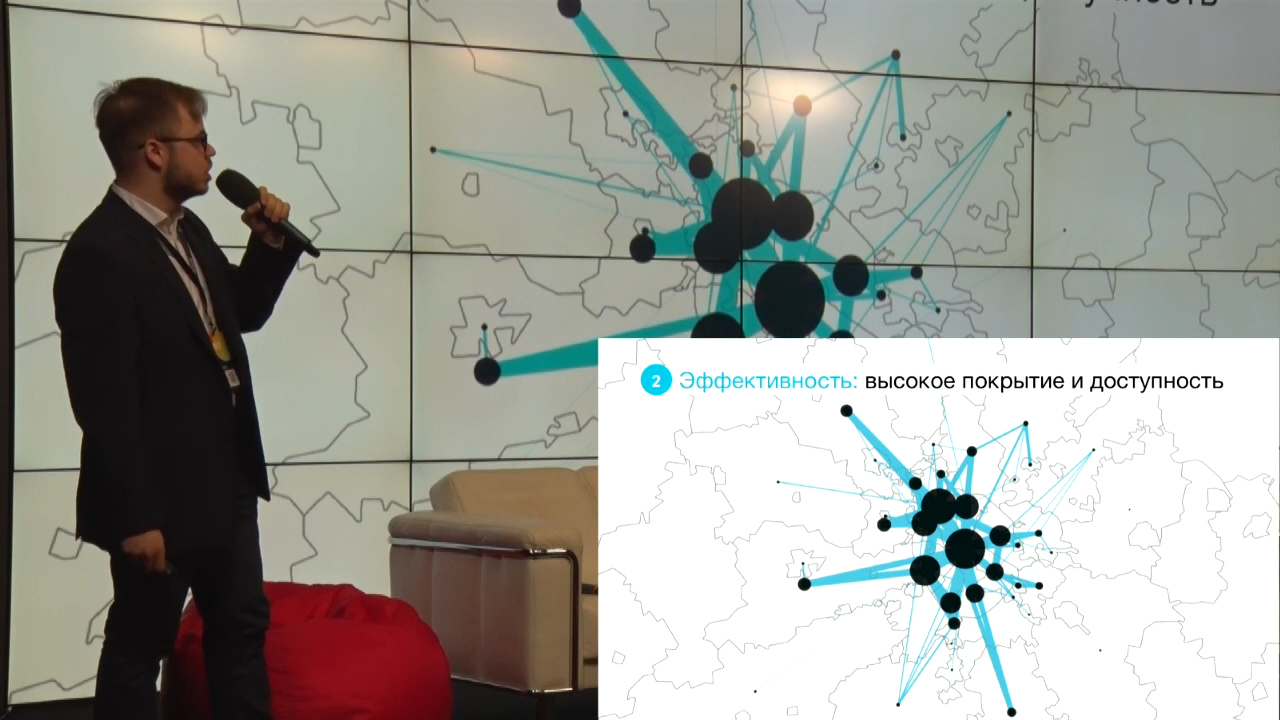 2 Эффективность: высокое покрытие и доступность